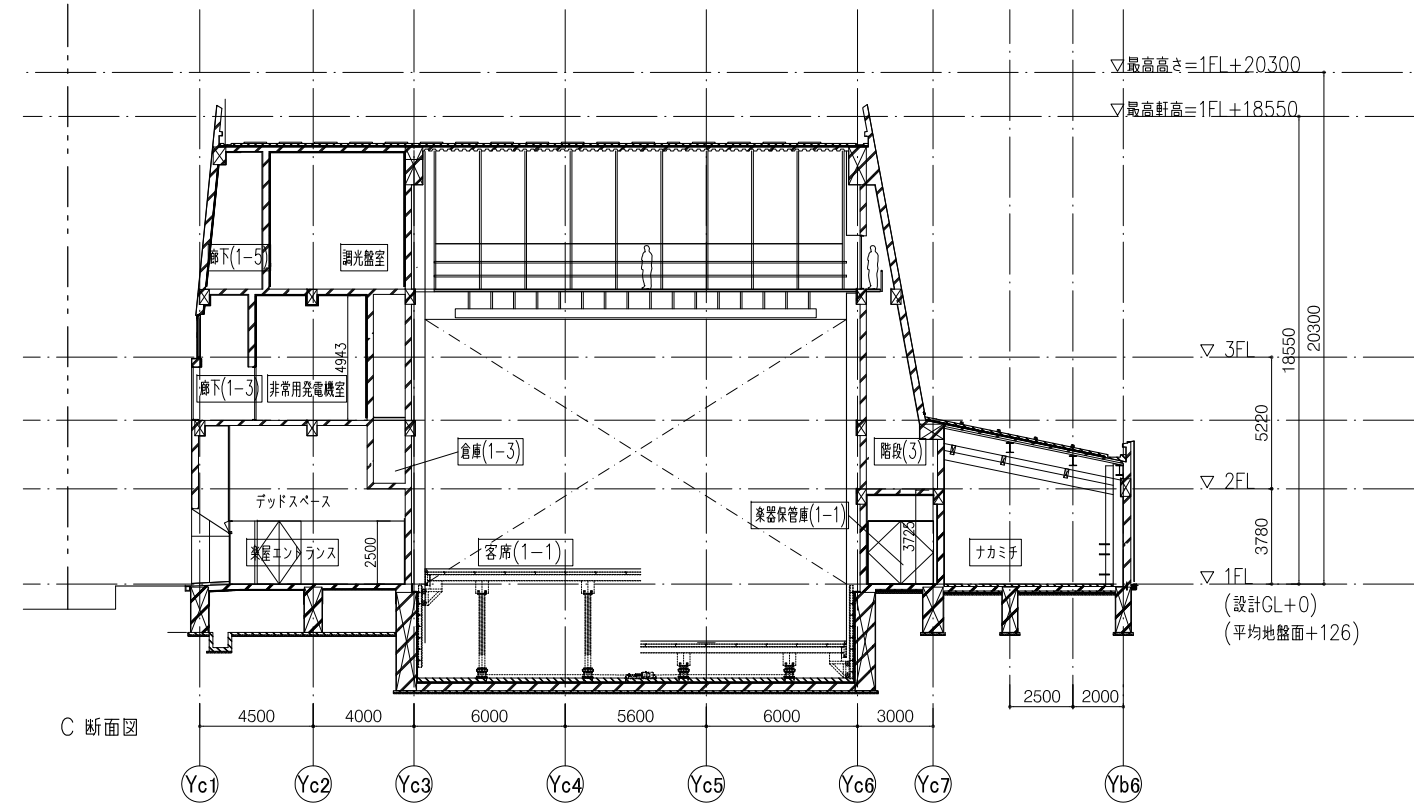 ▽最高高さ=1FL+20300
▽最高軒高=1FL+18550
廊下(1-5)
調光盤室
18550
20300
4943
▽ 3FL
廊下(1-3)
非常用発電機室
5220
倉庫(1-3)
階段(3)
▽ 2FL
デッドスペース
楽器保管庫(1-1)
楽屋エントランス
2500
客席(1-1)
3725
ナカミチ
3780
▽ 1FL
(設計GL+0)
(平均地盤面+126)
C 断面図
4500
4000
6000
5600
6000
3000
2500
2000
Yc1
Yc2
Yc3
Yc4
Yc5
Yc6
Yc7
Yb6